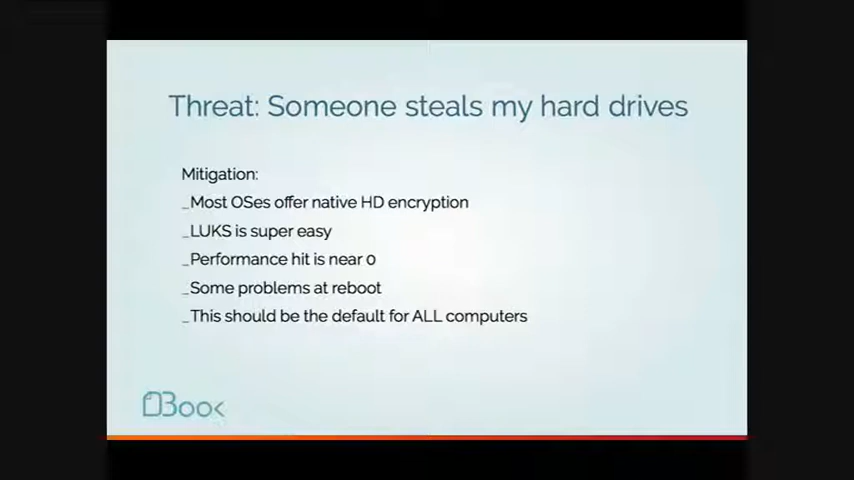 Threat: Someone steals my hard drives
Mitigation:
_Most OSes offer native HD encryption
_LUKS is super easy
_Performance hit is near 0
_Some problems at reboot
_This should be the default for ALL computers
DBook